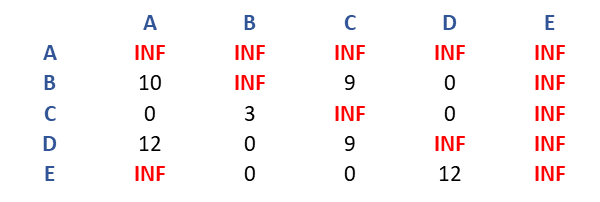 A B C D E
A INF INF INF INF INF
B 10 INF 9 0 INF
C 0 3 INF 0 INF
D 12 0 9 INF INF
E INF 0 0 12 INF